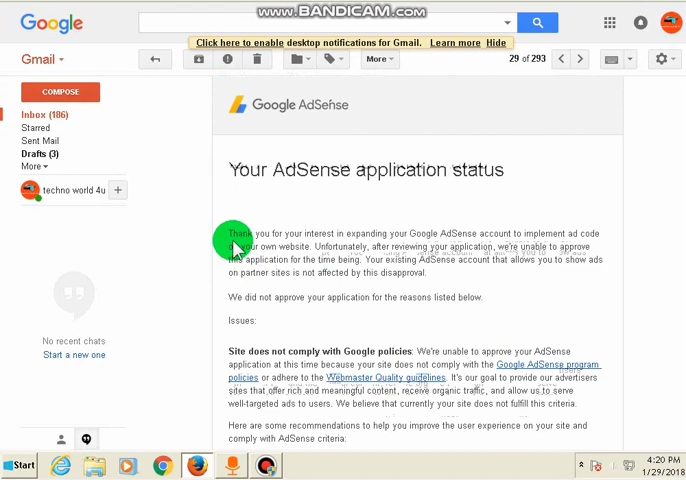 WWW.BANDICAM.COM
Google
Click here to enable desktop notifications for Gmail. Learn more Hide
Gmail
More
29 of 293
COMPOSE
Inbox (186)
Starred
Sent Mail
Drafts (3)
More
techno world 4u
No recent chats
Start a new one
Google AdSense
Your AdSense application status
Thank you for your interest in expanding your Google AdSense account to implement ad code
on your own website. Unfortunately, after reviewing your application, we're unable to approve
this application for the time being. Your existing AdSense account that allows you to show ads
on partner sites is not affected by this disapproval.
We did not approve your application for the reasons listed below.
Issues:
Site does not comply with Google policies: We're unable to approve your AdSense
application at this time because your site does not comply with the Google AdSense program
policies or adhere to the Webmaster Quality guidelines. It's our goal to provide our advertisers
sites that offer rich and meaningful content, receive organic traffic, and allow us to serve
well-targeted ads to users. We believe that currently your site does not fulfill this criteria.
Here are some recommendations to help you improve the user experience on your site and
comply with AdSense criteria:
Start
4:20 PM
1/29/2018